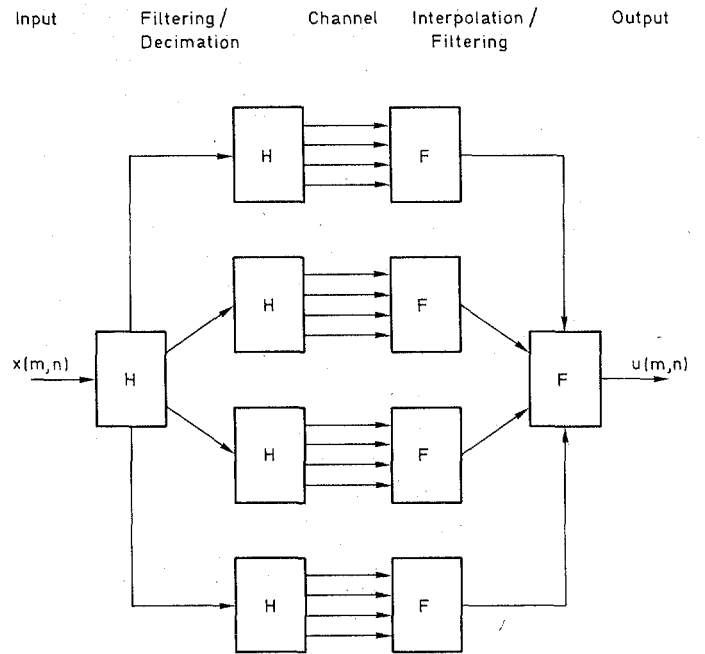 Input
Filtering/
Decimation
Channel
Interpolation/
Filtering
Output
H
F
H
F
x(m,n)
H
F
u(m,n)
H
F
H
F